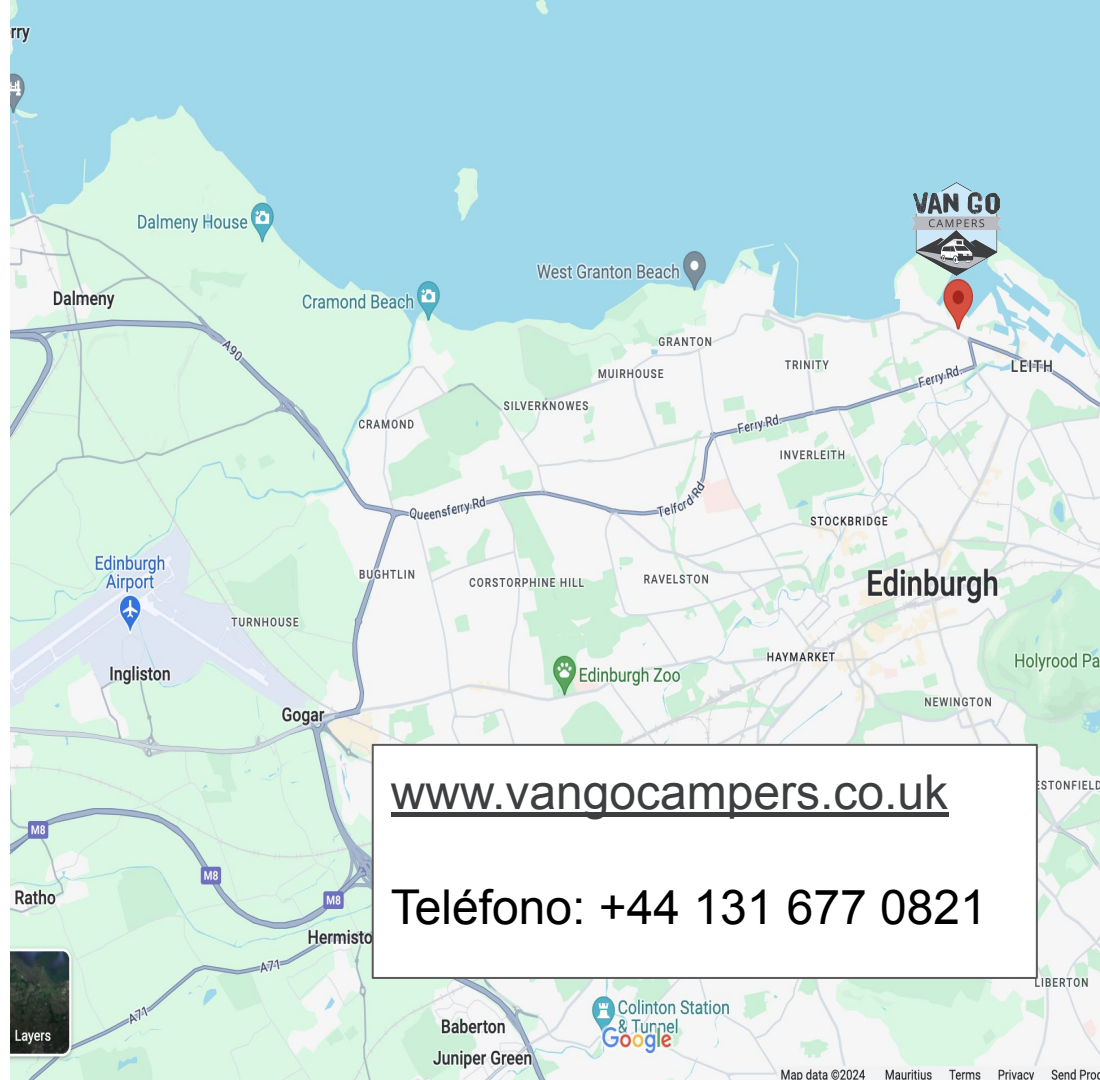 rry
Dalmeny House
VAN GO
CAMPERS
West Granton Beach
Dalmeny
Cramond Beach
A90
GRANTON
TRINITY
LEITH
MUIRHOUSE
Ferry Rd
SILVERKNOWES
CRAMOND
Ferry Rd
INVERLEITH
Queensferry Rd
Telford Rd
STOCKBRIDGE
Edinburgh
Airport
BUGHTLIN
CORSTORPHINE HILL
RAVELSTON
Edinburgh
TURNHOUSE
HAYMARKET
Holyrood Pa
Ingliston
Edinburgh Zoo
NEWINGTON
Gogar
www.vangocampers.co.uk
ESTONFIELD
M8
M8
Ratho
M8
Teléfono: +44 131 677 0821
Hermisto
A71
LIBERTON
A71
Colinton Station
& Tunnel
Layers
Baberton
Google
Juniper Green
Map data ©2024 Mauritius Terms Privacy Send Prod